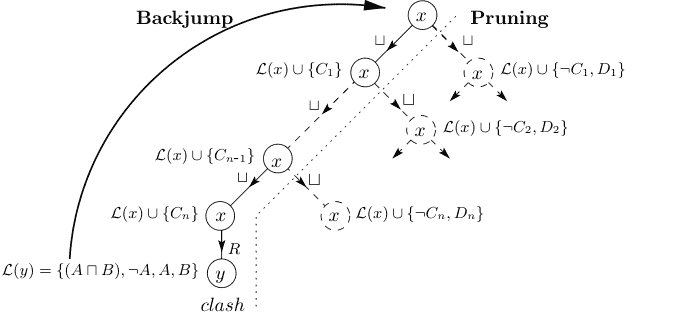 Backjump x Pruning
⊔ ⊔
ℒ(x) ∪ {C₁} x x ℒ(x) ∪ {¬C₁, D₁}
⊔ ⊔
x ℒ(x) ∪ {¬C₂, D₂}
ℒ(x) ∪ {Cₙ₋₁} x
⊔ ⊔
ℒ(x) ∪ {Cₙ} x x ℒ(x) ∪ {¬Cₙ, Dₙ}
R
ℒ(y) = {(A ⊓ B), ¬A, A, B} y
clash